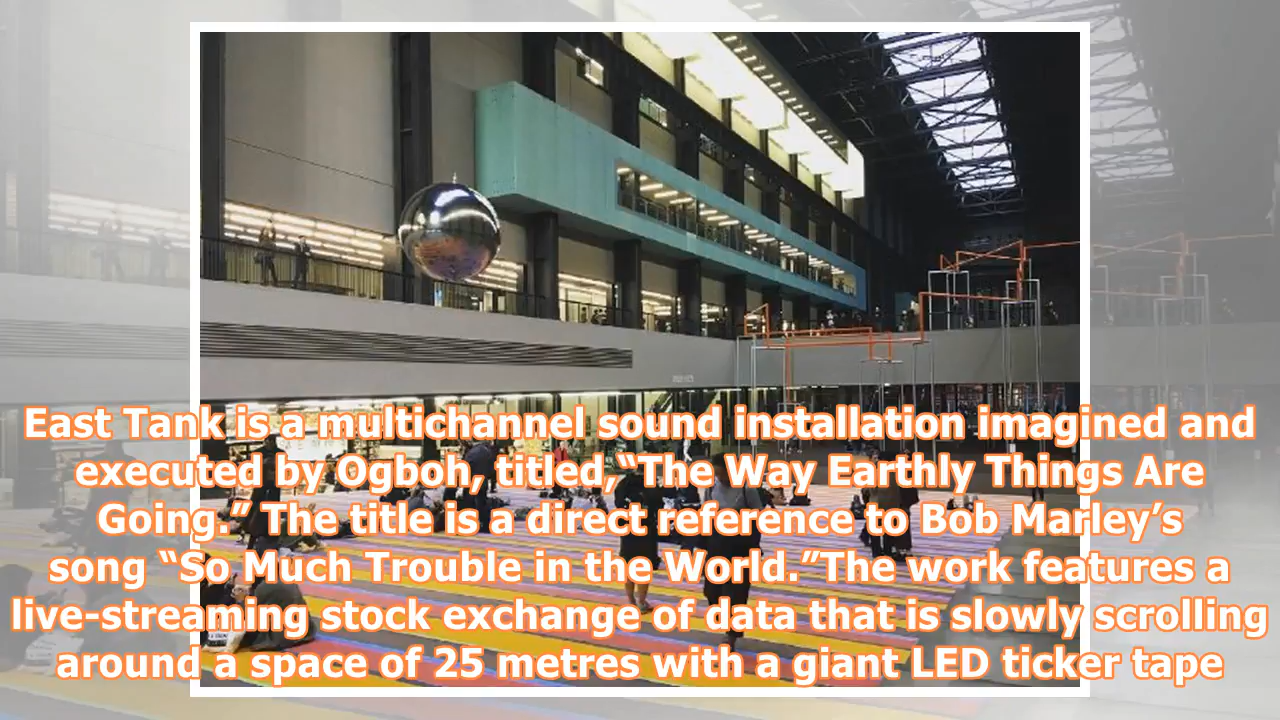 East Tank is a multichannel sound installation imagined and
executed by Ogboh, titled,“The Way Earthly Things Are
Going.” The title is a direct reference to Bob Marley’s
song “So Much Trouble in the World.”The work features a
live-streaming stock exchange of data that is slowly scrolling
around a space of 25 metres with a giant LED ticker tape